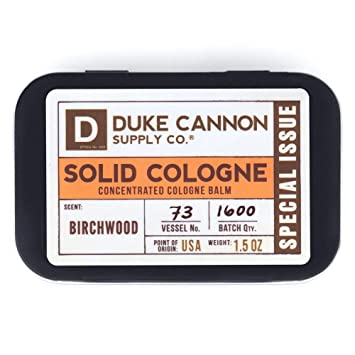 D
DUKE CANNON
SUPPLY CO.®
SOLID COLOGNE
CONCENTRATED COLOGNE BALM
SPECIAL ISSUE
SCENT:
BIRCHWOOD
73
VESSEL No.
1600
BATCH Qty.
POINT OF
ORIGIN: USA
WEIGHT: 1.5 OZ